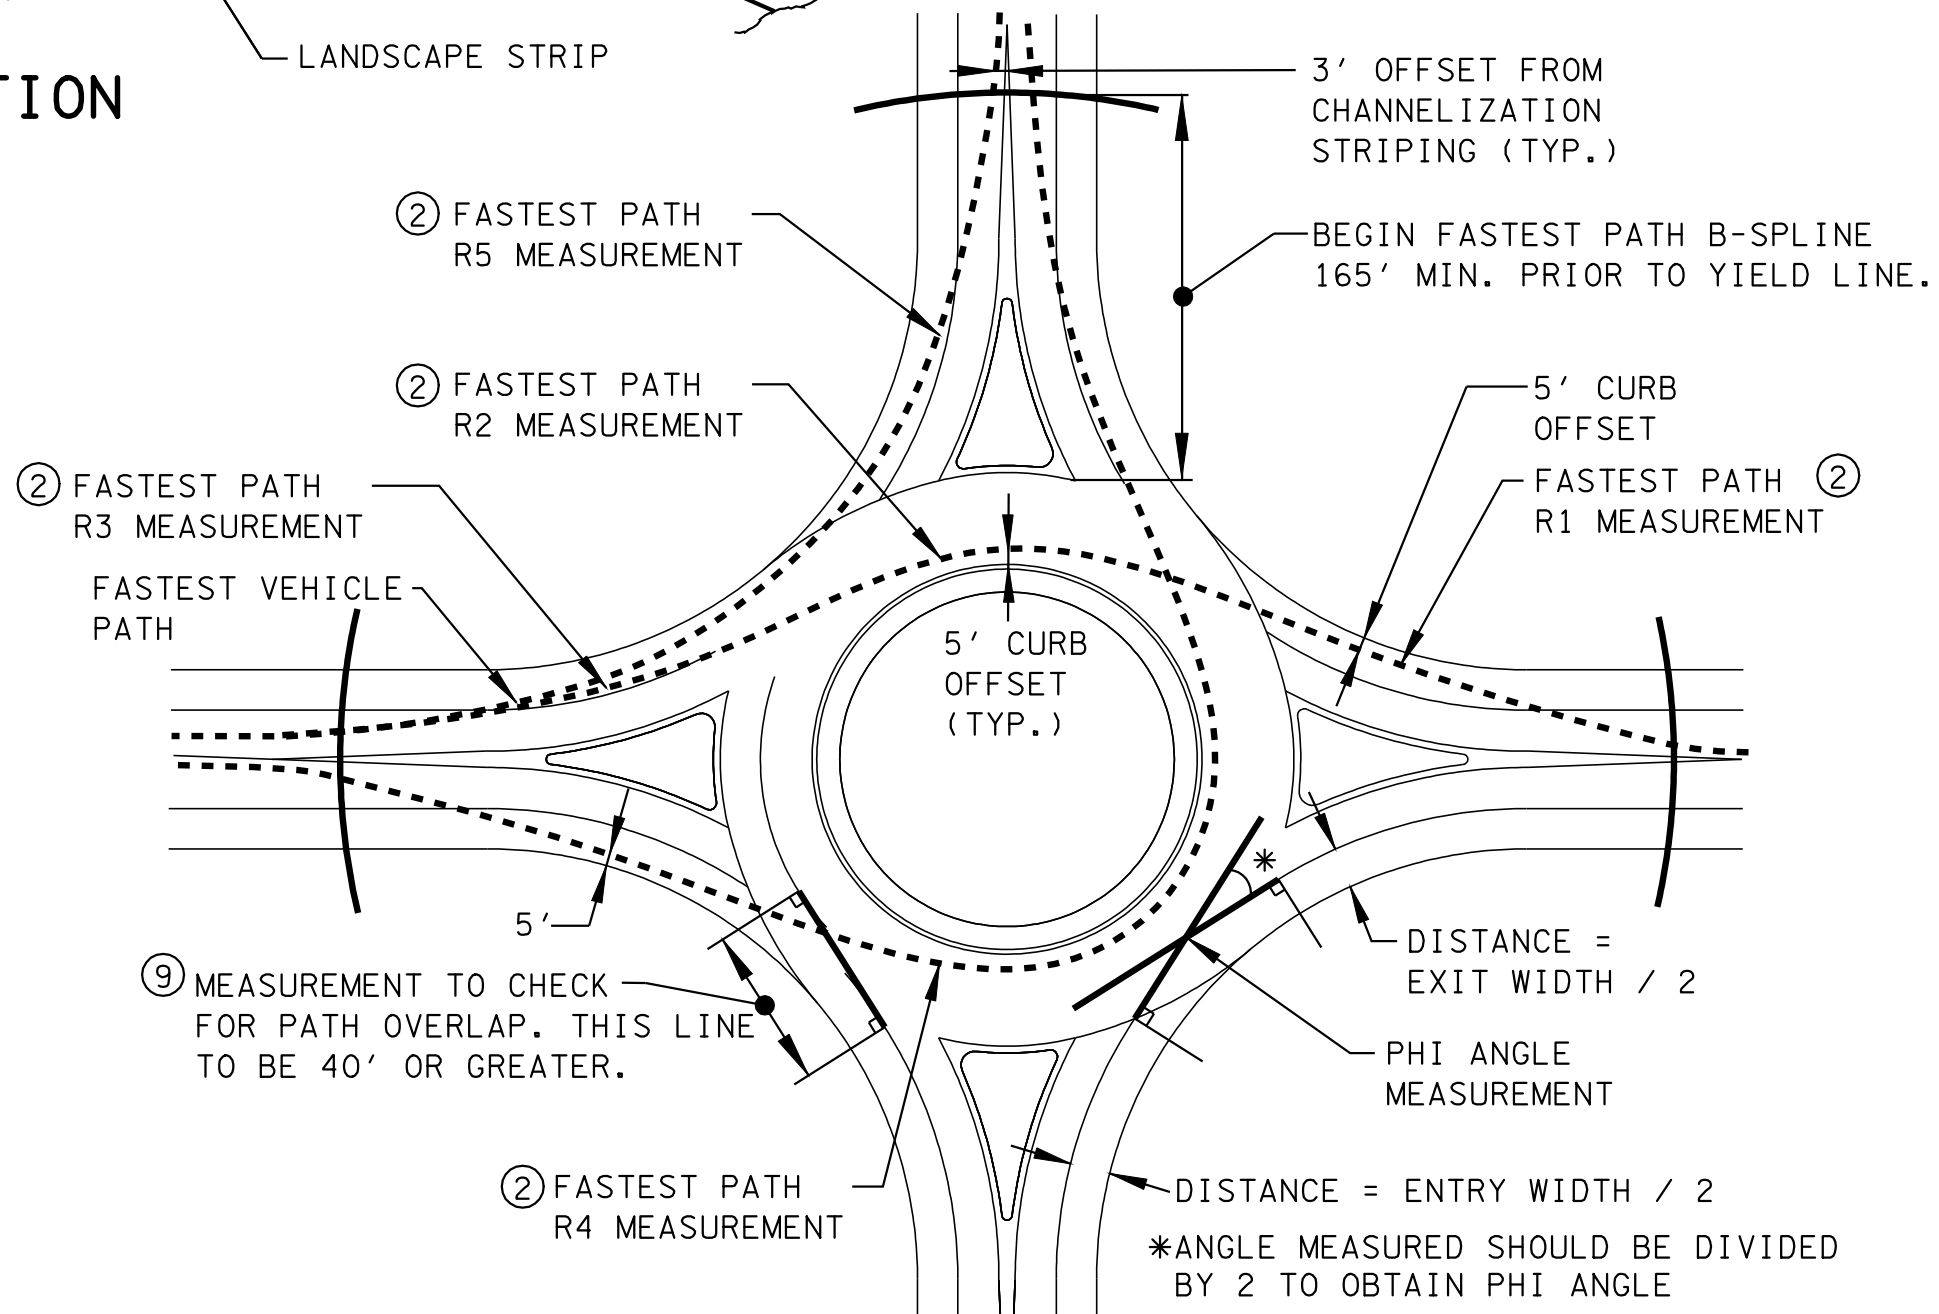 LANDSCAPE STRIP
TION
3' OFFSET FROM
CHANNELIZATION
STRIPING (TYP.)
② FASTEST PATH
R5 MEASUREMENT
BEGIN FASTEST PATH B-SPLINE
165' MIN. PRIOR TO YIELD LINE.
② FASTEST PATH
R2 MEASUREMENT
5' CURB
OFFSET
FASTEST PATH ②
R1 MEASUREMENT
② FASTEST PATH
R3 MEASUREMENT
FASTEST VEHICLE
PATH
5' CURB
OFFSET
(TYP.)
*
5'
DISTANCE =
EXIT WIDTH / 2
⑨ MEASUREMENT TO CHECK
FOR PATH OVERLAP. THIS LINE
TO BE 40' OR GREATER.
PHI ANGLE
MEASUREMENT
② FASTEST PATH
R4 MEASUREMENT
DISTANCE = ENTRY WIDTH / 2
*ANGLE MEASURED SHOULD BE DIVIDED
BY 2 TO OBTAIN PHI ANGLE